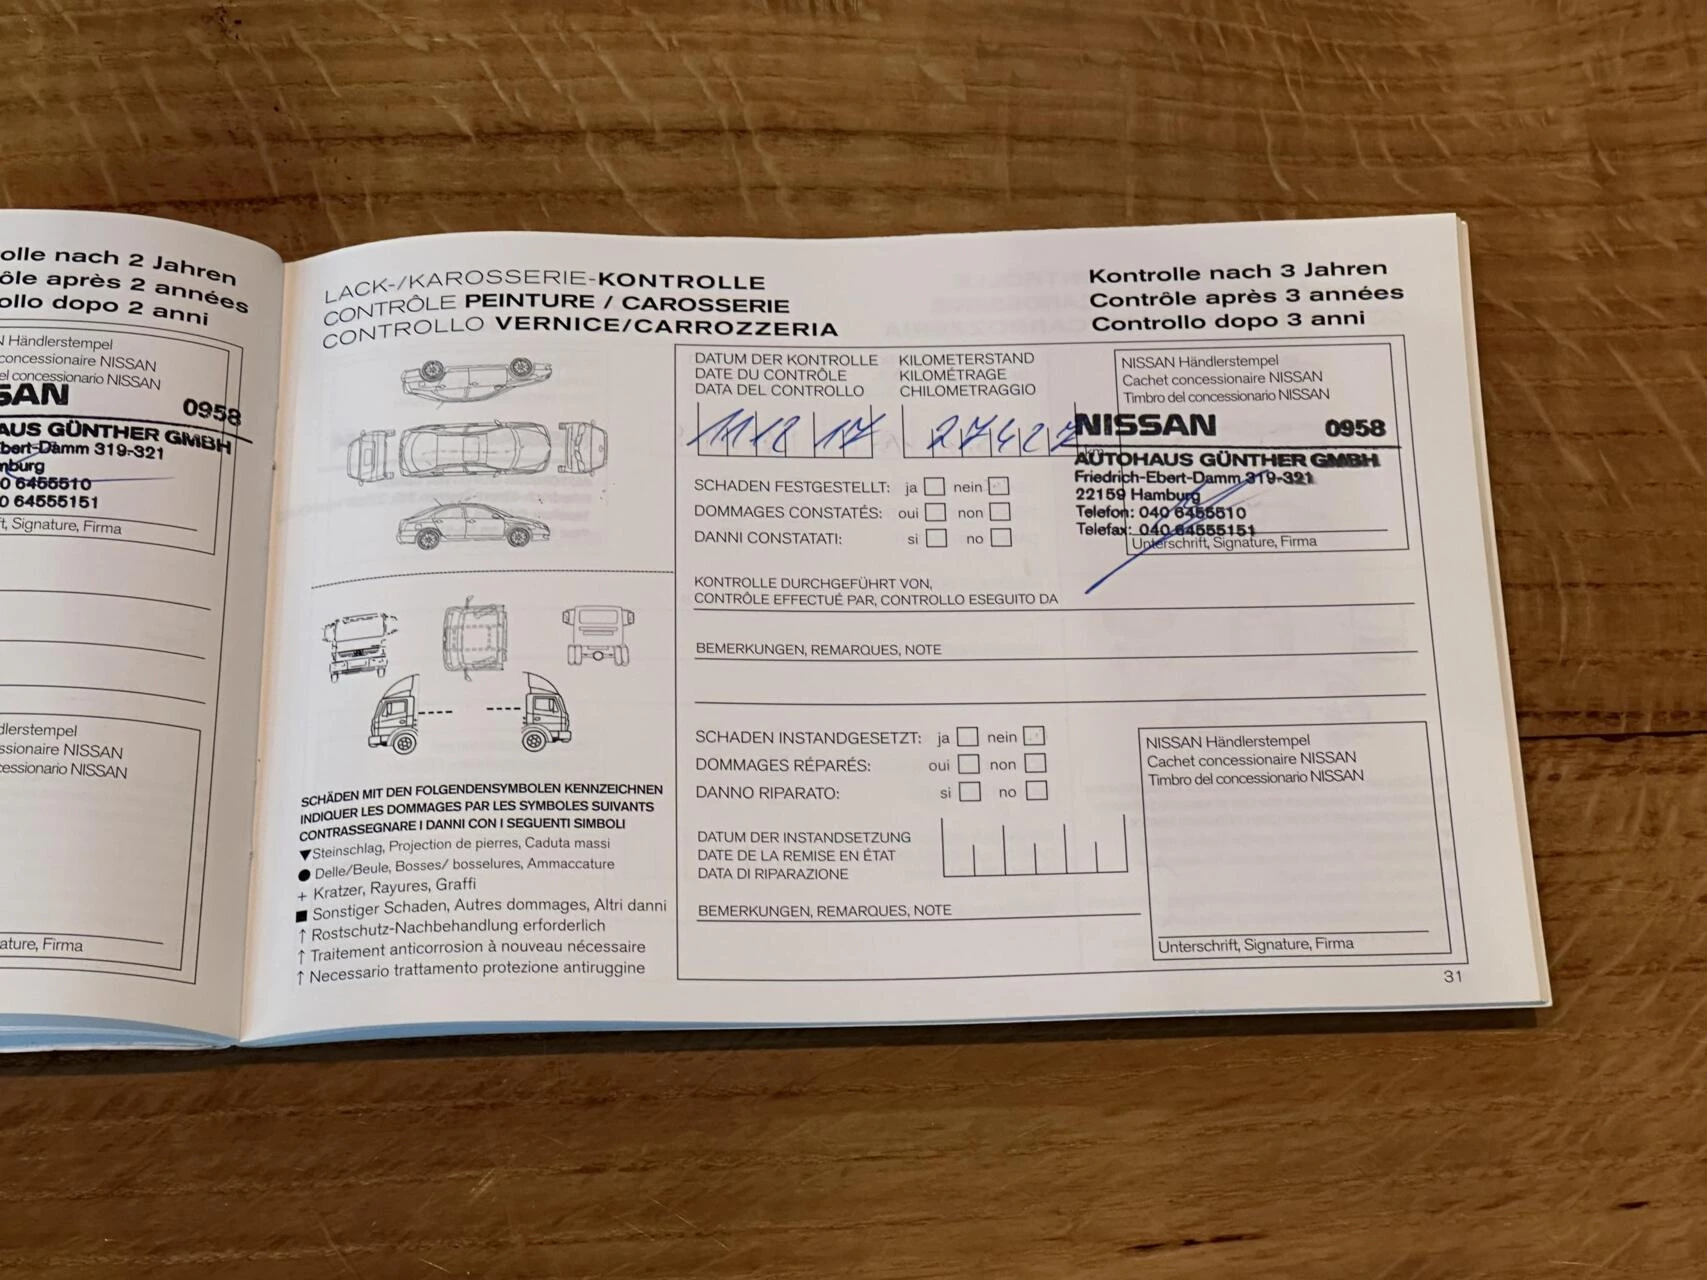 olle nach 2 Jahren
ôle après 2 années
ollo dopo 2 anni
N Händlerstempel
concessionaire NISSAN
el concessionario NISSAN
SAN 0958
AUS GÜNTHER GMBH
bert-Damm 319-321
mburg
0 6455510
0 64555151
ft, Signature, Firma
dlerstempel
ssionaire NISSAN
cessionario NISSAN
ature, Firma
LACK-/KAROSSERIE-KONTROLLE
CONTRÔLE PEINTURE / CAROSSERIE
CONTROLLO VERNICE/CARROZZERIA
Kontrolle nach 3 Jahren
Contrôle après 3 années
Controllo dopo 3 anni
SCHÄDEN MIT DEN FOLGENDENSYMBOLEN KENNZEICHNEN
INDIQUER LES DOMMAGES PAR LES SYMBOLES SUIVANTS
CONTRASSEGNARE I DANNI CON I SEGUENTI SIMBOLI
▼Steinschlag, Projection de pierres, Caduta massi
● Delle/Beule, Bosses/ bosselures, Ammaccature
+ Kratzer, Rayures, Graffi
■ Sonstiger Schaden, Autres dommages, Altri danni
↑ Rostschutz-Nachbehandlung erforderlich
↑ Traitement anticorrosion à nouveau nécessaire
↑ Necessario trattamento protezione antiruggine
DATUM DER KONTROLLE KILOMETERSTAND
DATE DU CONTRÔLE KILOMÉTRAGE
DATA DEL CONTROLLO CHILOMETRAGGIO
11 12 17 27427
NISSAN Händlerstempel
Cachet concessionaire NISSAN
Timbro del concessionario NISSAN
NISSAN 0958
AUTOHAUS GÜNTHER GMBH
Friedrich-Ebert-Damm 319-321
22159 Hamburg
Telefon: 040 6455510
Telefax: 040 64555151
Unterschrift, Signature, Firma
SCHADEN FESTGESTELLT: ja nein
DOMMAGES CONSTATÉS: oui non
DANNI CONSTATATI: si no
KONTROLLE DURCHGEFÜHRT VON,
CONTRÔLE EFFECTUÉ PAR, CONTROLLO ESEGUITO DA
BEMERKUNGEN, REMARQUES, NOTE
SCHADEN INSTANDGESETZT: ja nein
DOMMAGES RÉPARÉS: oui non
DANNO RIPARATO: si no
DATUM DER INSTANDSETZUNG
DATE DE LA REMISE EN ÉTAT
DATA DI RIPARAZIONE
BEMERKUNGEN, REMARQUES, NOTE
NISSAN Händlerstempel
Cachet concessionaire NISSAN
Timbro del concessionario NISSAN
Unterschrift, Signature, Firma
31